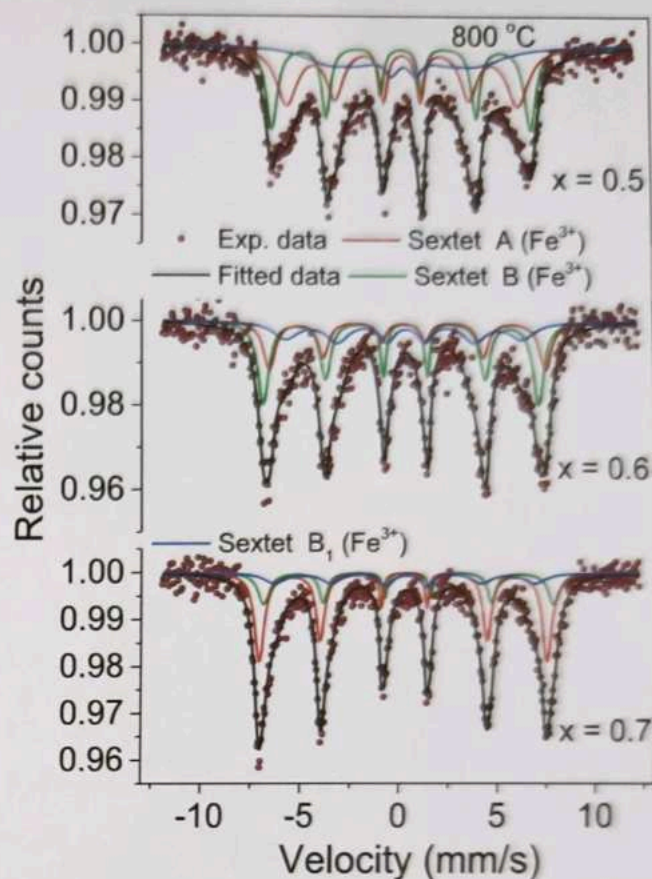 800 °C
1.00
0.99
0.98
0.97
x = 0.5
Exp. data Sextet A (Fe³⁺)
Fitted data Sextet B (Fe³⁺)
1.00
0.98
0.96
x = 0.6
Relative counts
Sextet B₁ (Fe³⁺)
1.00
0.99
0.98
0.97
0.96
x = 0.7
-10 -5 0 5 10
Velocity (mm/s)